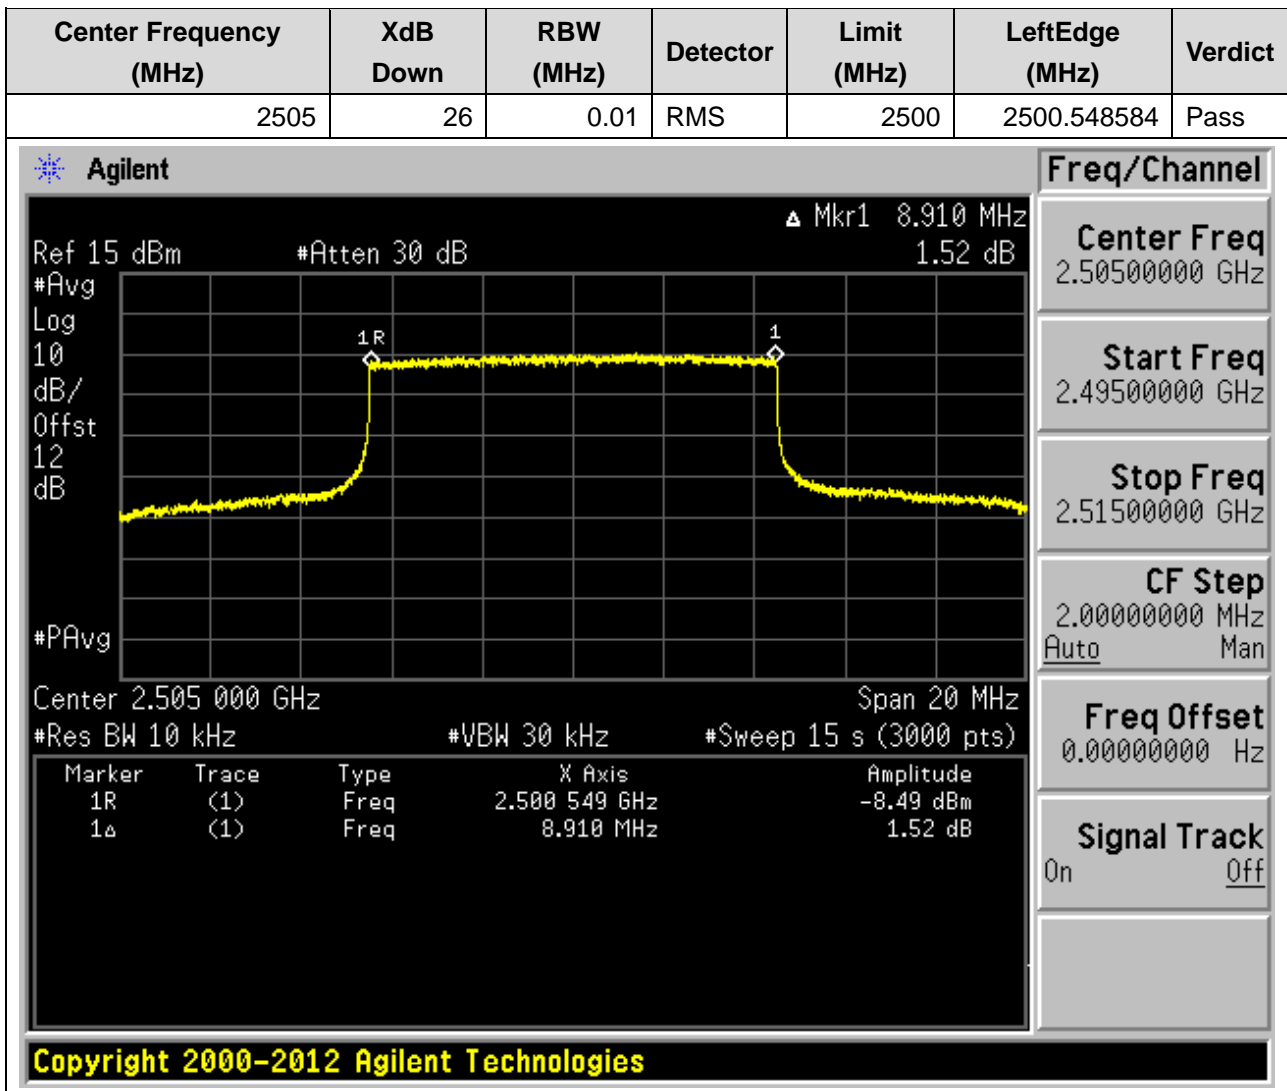 Center Frequency (MHz) XdB Down RBW (MHz) Detector Limit (MHz) LeftEdge (MHz) Verdict
2505 26 0.01 RMS 2500 2500.548584 Pass
Agilent
Freq/Channel
Δ Mkr1 8.910 MHz
Ref 15 dBm #Atten 30 dB 1.52 dB
#Avg
Log
10
dB/
Offst
12
dB
1R
1
#PAvg
Center 2.505 000 GHz Span 20 MHz
#Res BW 10 kHz #VBW 30 kHz #Sweep 15 s (3000 pts)
Marker Trace Type X Axis Amplitude
1R (1) Freq 2.500 549 GHz -8.49 dBm
1Δ (1) Freq 8.910 MHz 1.52 dB
Center Freq
2.50500000 GHz
Start Freq
2.49500000 GHz
Stop Freq
2.51500000 GHz
CF Step
2.00000000 MHz
Auto Man
Freq Offset
0.00000000 Hz
Signal Track
On Off
Copyright 2000-2012 Agilent Technologies